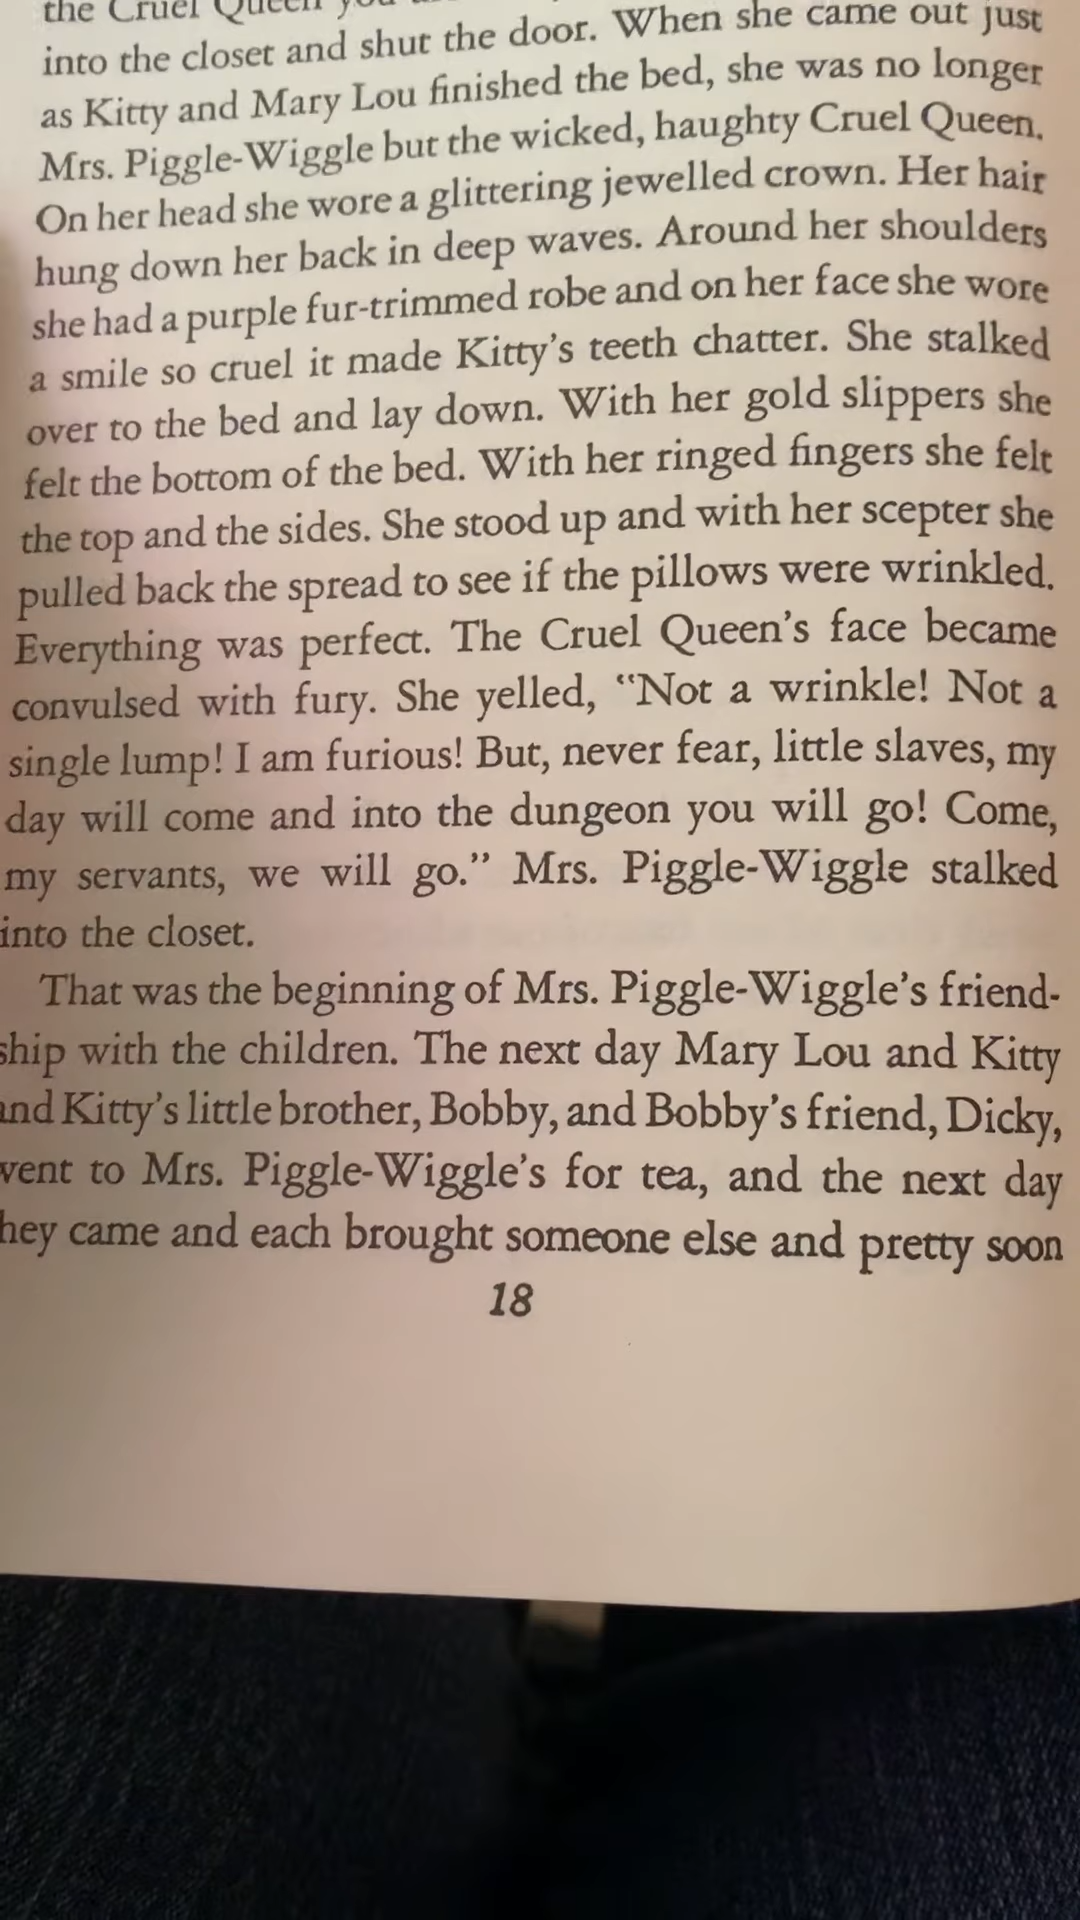 the Cruel Queen you
into the closet and shut the door. When she came out just
as Kitty and Mary Lou finished the bed, she was no longer
Mrs. Piggle-Wiggle but the wicked, haughty Cruel Queen.
On her head she wore a glittering jewelled crown. Her hair
hung down her back in deep waves. Around her shoulders
she had a purple fur-trimmed robe and on her face she wore
a smile so cruel it made Kitty's teeth chatter. She stalked
over to the bed and lay down. With her gold slippers she
felt the bottom of the bed. With her ringed fingers she felt
the top and the sides. She stood up and with her scepter she
pulled back the spread to see if the pillows were wrinkled.
Everything was perfect. The Cruel Queen's face became
convulsed with fury. She yelled, "Not a wrinkle! Not a
single lump! I am furious! But, never fear, little slaves, my
day will come and into the dungeon you will go! Come,
my servants, we will go." Mrs. Piggle-Wiggle stalked
into the closet.
That was the beginning of Mrs. Piggle-Wiggle's friend-
ship with the children. The next day Mary Lou and Kitty
and Kitty's little brother, Bobby, and Bobby's friend, Dicky,
went to Mrs. Piggle-Wiggle's for tea, and the next day
hey came and each brought someone else and pretty soon
18